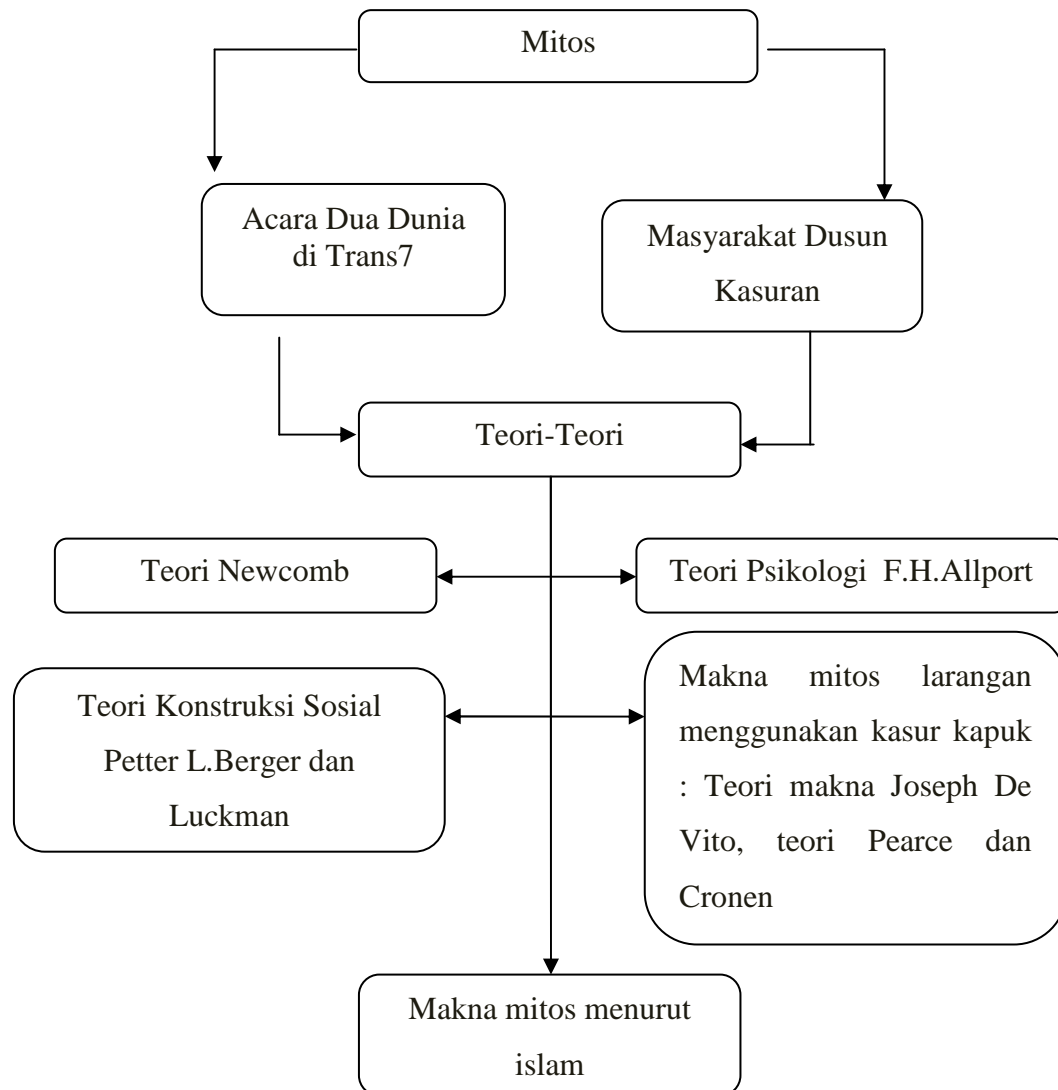 Mitos
Acara Dua Dunia
di Trans7
Masyarakat Dusun
Kasuran
Teori-Teori
Teori Newcomb
Teori Psikologi F.H.Allport
Teori Konstruksi Sosial
Petter L.Berger dan
Luckman
Makna mitos larangan
menggunakan kasur kapuk
: Teori makna Joseph De
Vito, teori Pearce dan
Cronen
Makna mitos menurut
islam